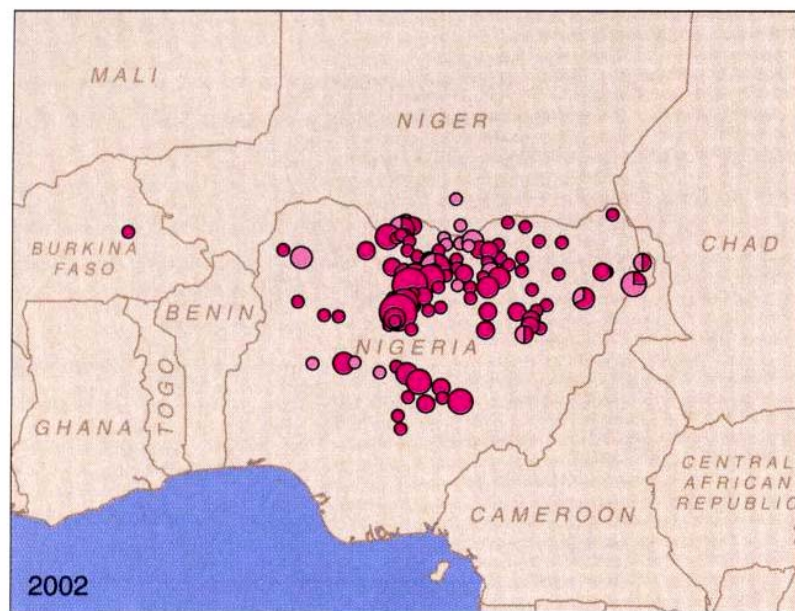 MALI
NIGER
BURKINA
FASO
CHAD
BENIN
NIGERIA
GHANA
TOGO
CENTRAL
AFRICAN
REPUBLIC
CAMEROON
2002